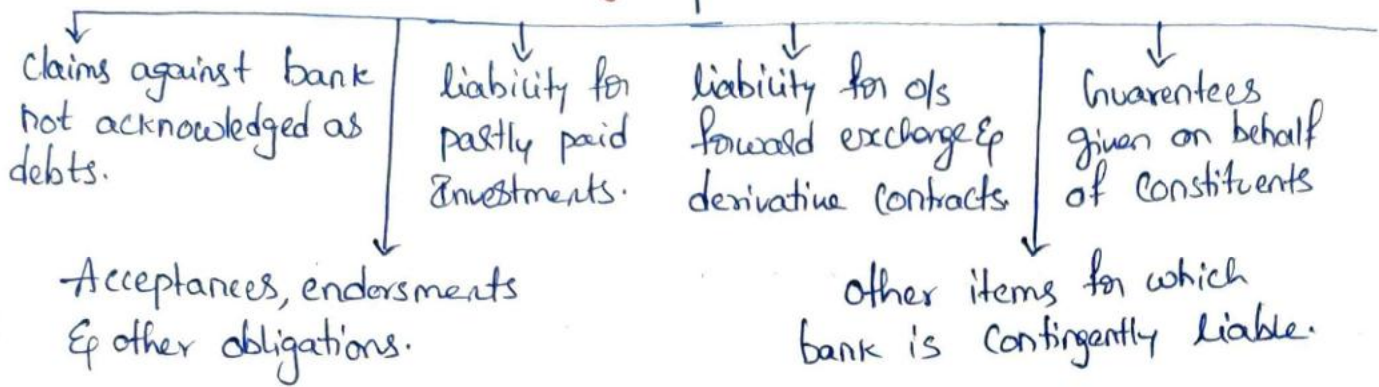 Claims against bank
not acknowledged as
debts.
liability for
partly paid
Investments.
liability for o/s
forward exchange &
derivative contracts.
Guarentees
given on behalf
of constituents
Acceptances, endorsments
& other obligations.
other items for which
bank is contingently liable.